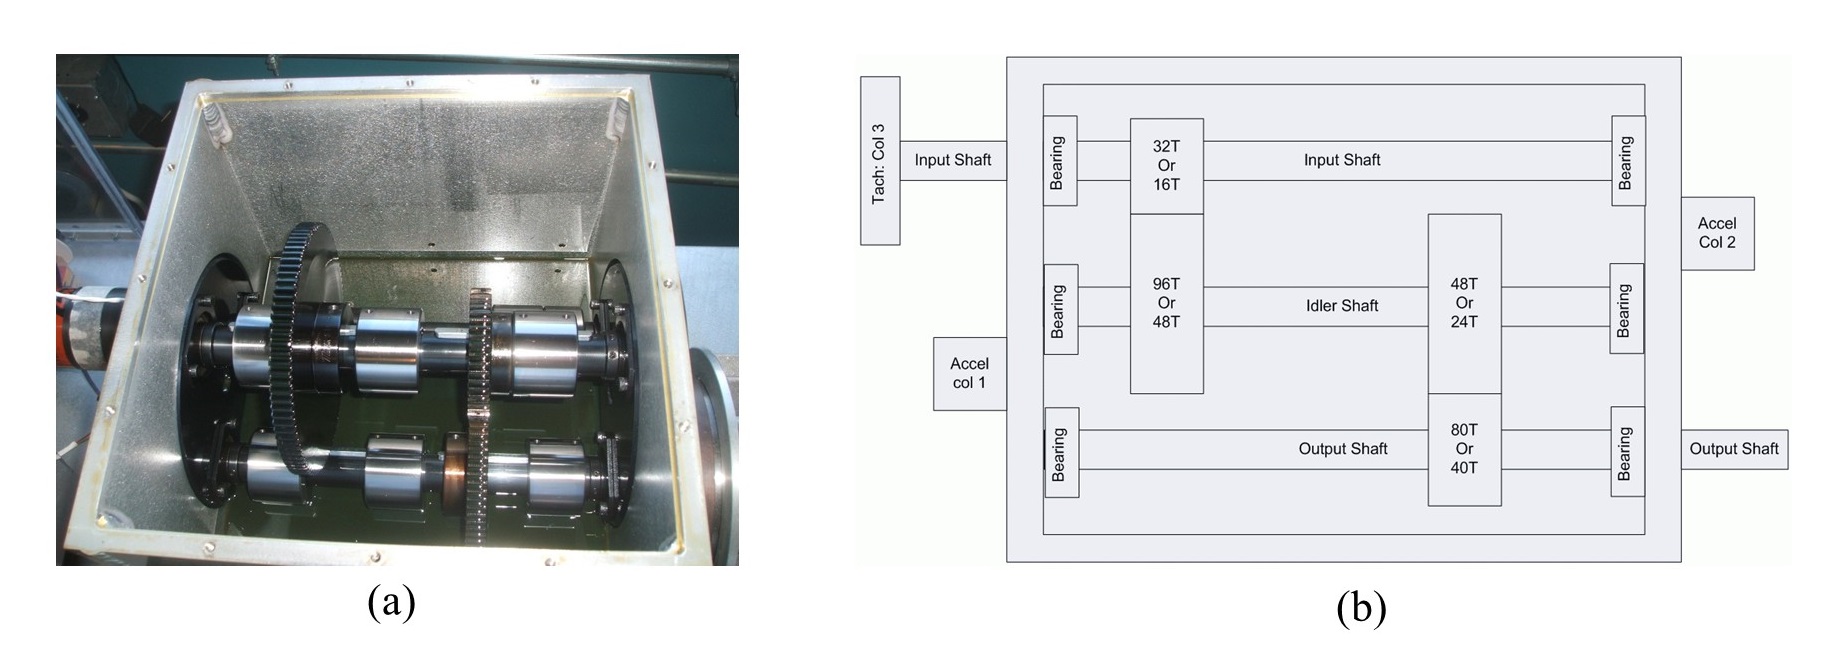 Tach: Col 3
Input Shaft
Bearing
32T
Or
16T
Input Shaft
Bearing
Accel
Col 2
Bearing
96T
Or
48T
Idler Shaft
48T
Or
24T
Bearing
Accel
col 1
Bearing
Output Shaft
80T
Or
40T
Bearing
Output Shaft
(a)
(b)